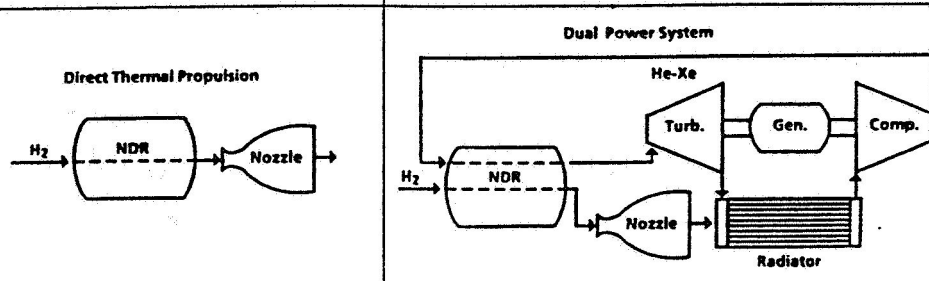 Direct Thermal Propulsion
H2
NDR
Nozzle
Dual Power System
He-Xe
Turb.
Gen.
Comp.
H2
NDR
Nozzle
Radiator